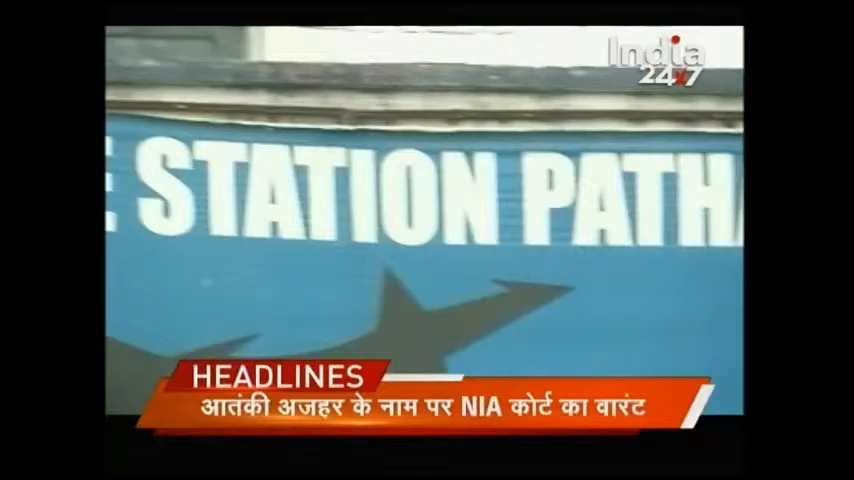 India
24x7
STATION PATH
HEADLINES
आतंकी अजहर के नाम पर NIA कोर्ट का वारंट